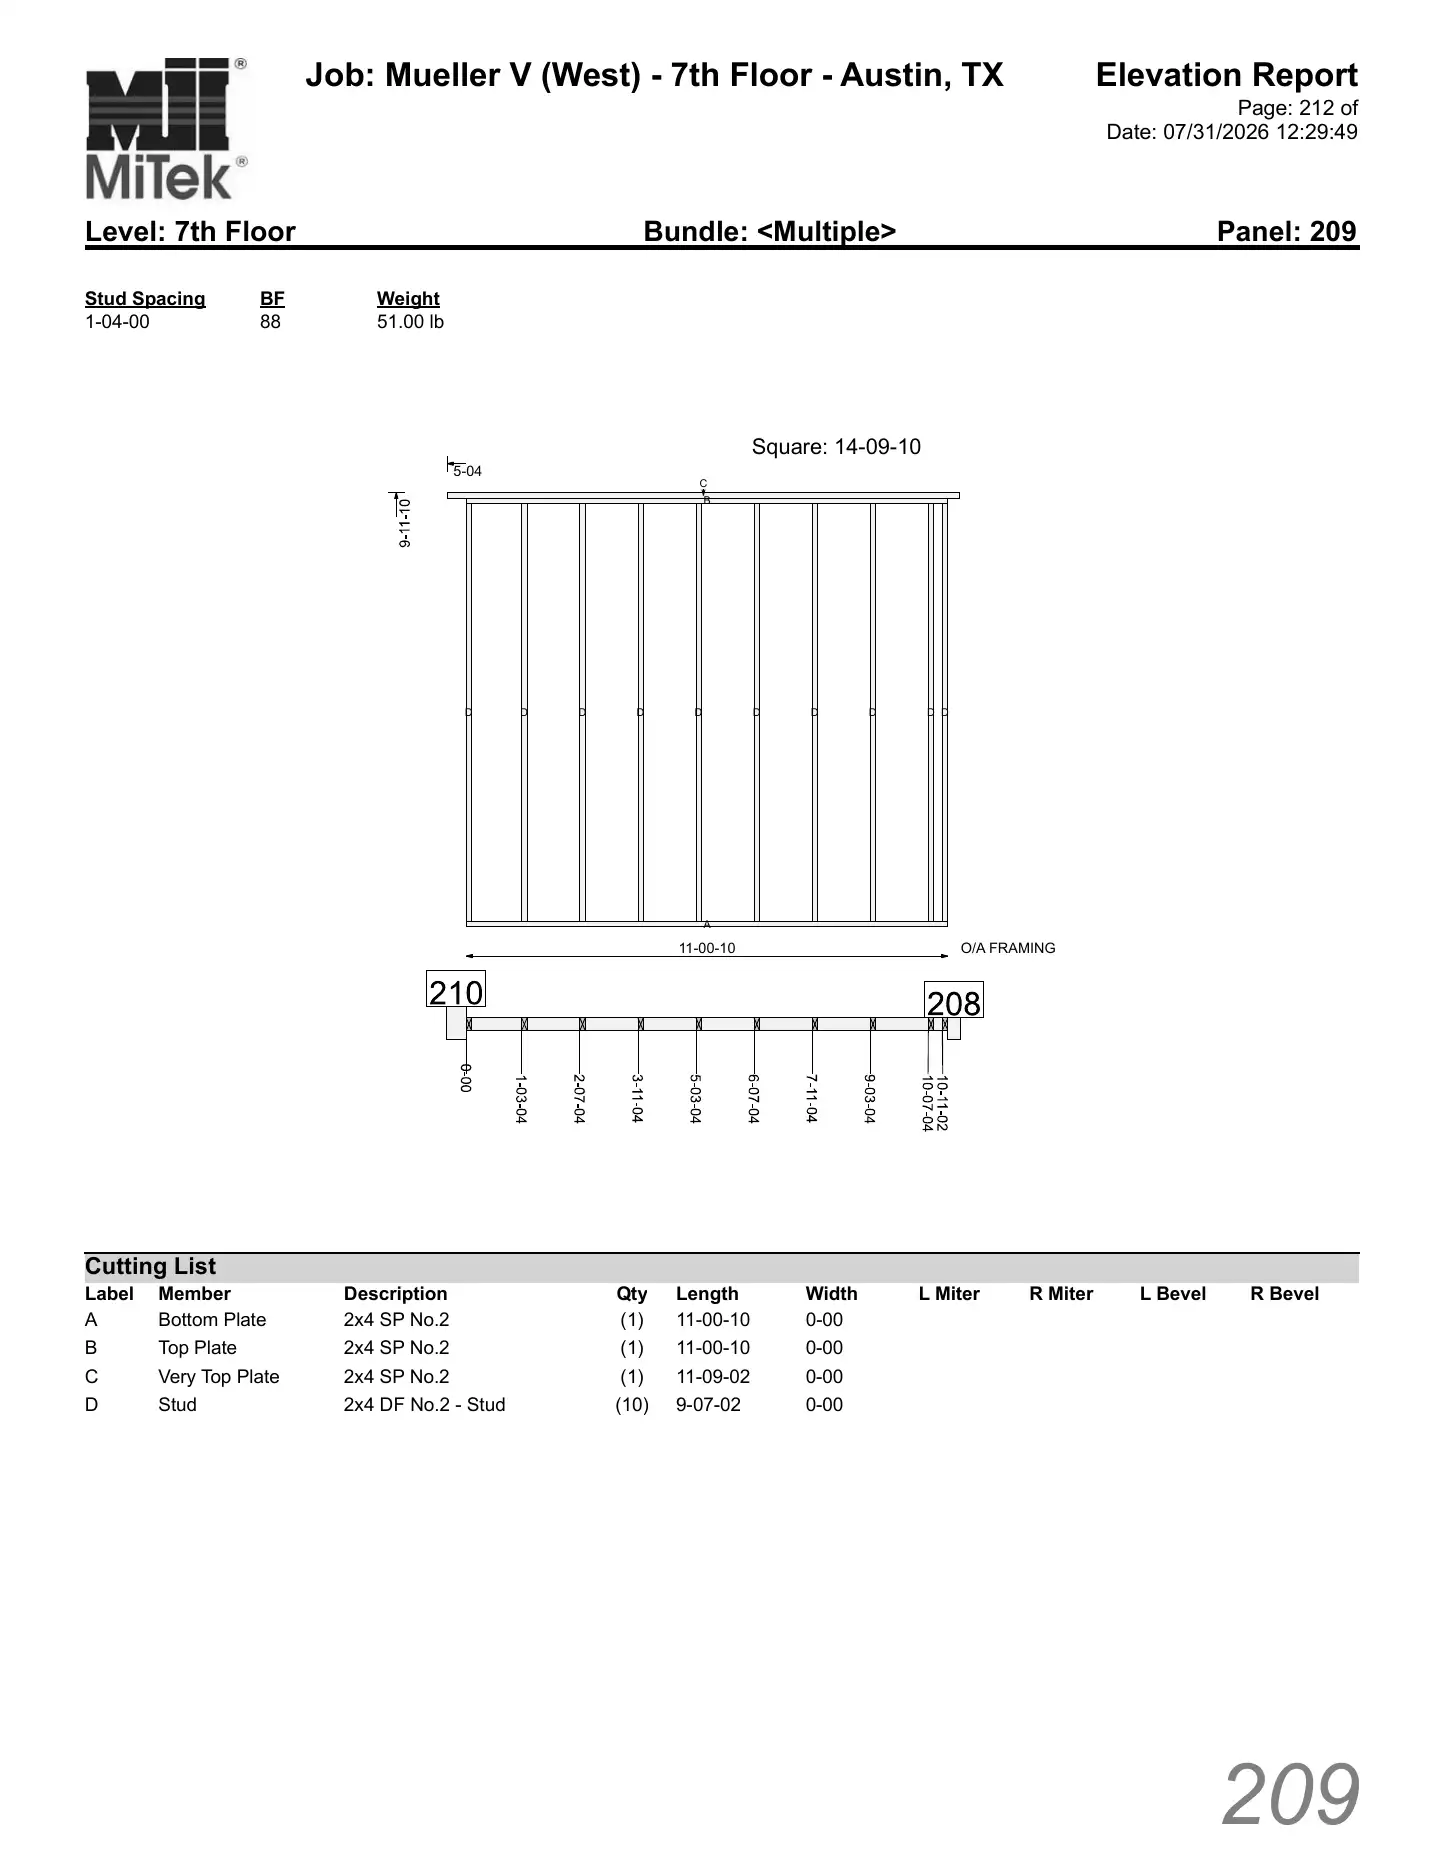 ®
MiTek®
Job: Mueller V (West) - 7th Floor - Austin, TX
Elevation Report
Page: 212 of
Date: 07/31/2026 12:29:49
Level: 7th Floor Bundle: <Multiple> Panel: 209
Stud Spacing BF Weight
1-04-00 88 51.00 lb
Square: 14-09-10
5-04
C
B
9-11-10
D D D D D D D D D D
A
11-00-10 O/A FRAMING
210
208
0-00 1-03-04 2-07-04 3-11-04 5-03-04 6-07-04 7-11-04 9-03-04 10-07-04 10-11-02
Cutting List
Label Member Description Qty Length Width L Miter R Miter L Bevel R Bevel
A Bottom Plate 2x4 SP No.2 (1) 11-00-10 0-00
B Top Plate 2x4 SP No.2 (1) 11-00-10 0-00
C Very Top Plate 2x4 SP No.2 (1) 11-09-02 0-00
D Stud 2x4 DF No.2 - Stud (10) 9-07-02 0-00
209